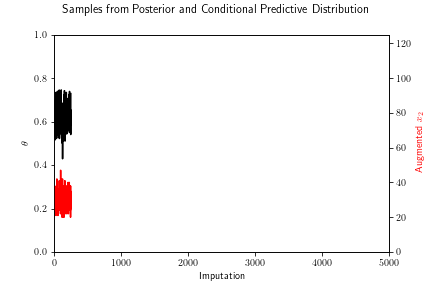 Samples from Posterior and Conditional Predictive Distribution
1.0
0.8
0.6
0.4
0.2
0.0
θ
120
100
80
60
40
20
0
Augmented x₂
0 1000 2000 3000 4000 5000
Imputation